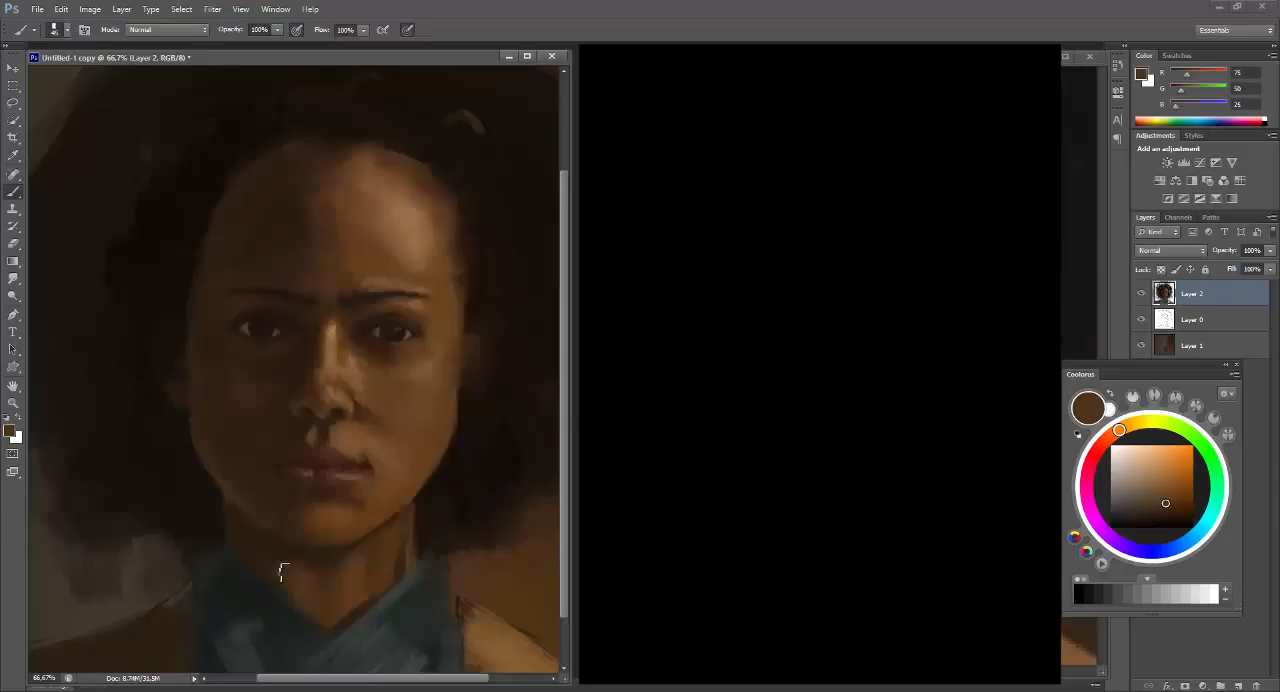 Ps File Edit Image Layer Type Select Filter View Window Help
45 Mode: Normal Opacity: 100% Flow: 100% Essentials
Ps Untitled-1 copy @ 66.7% (Layer 2, RGB/8) *
Color Swatches
R 75
G 50
B 25
Adjustments Styles
Add an adjustment
Layers Channels Paths
Kind
Normal Opacity: 100%
Lock: Fill: 100%
Layer 2
Layer 0
Layer 1
Coolorus
66.67% Doc: 8.74M/31.5M